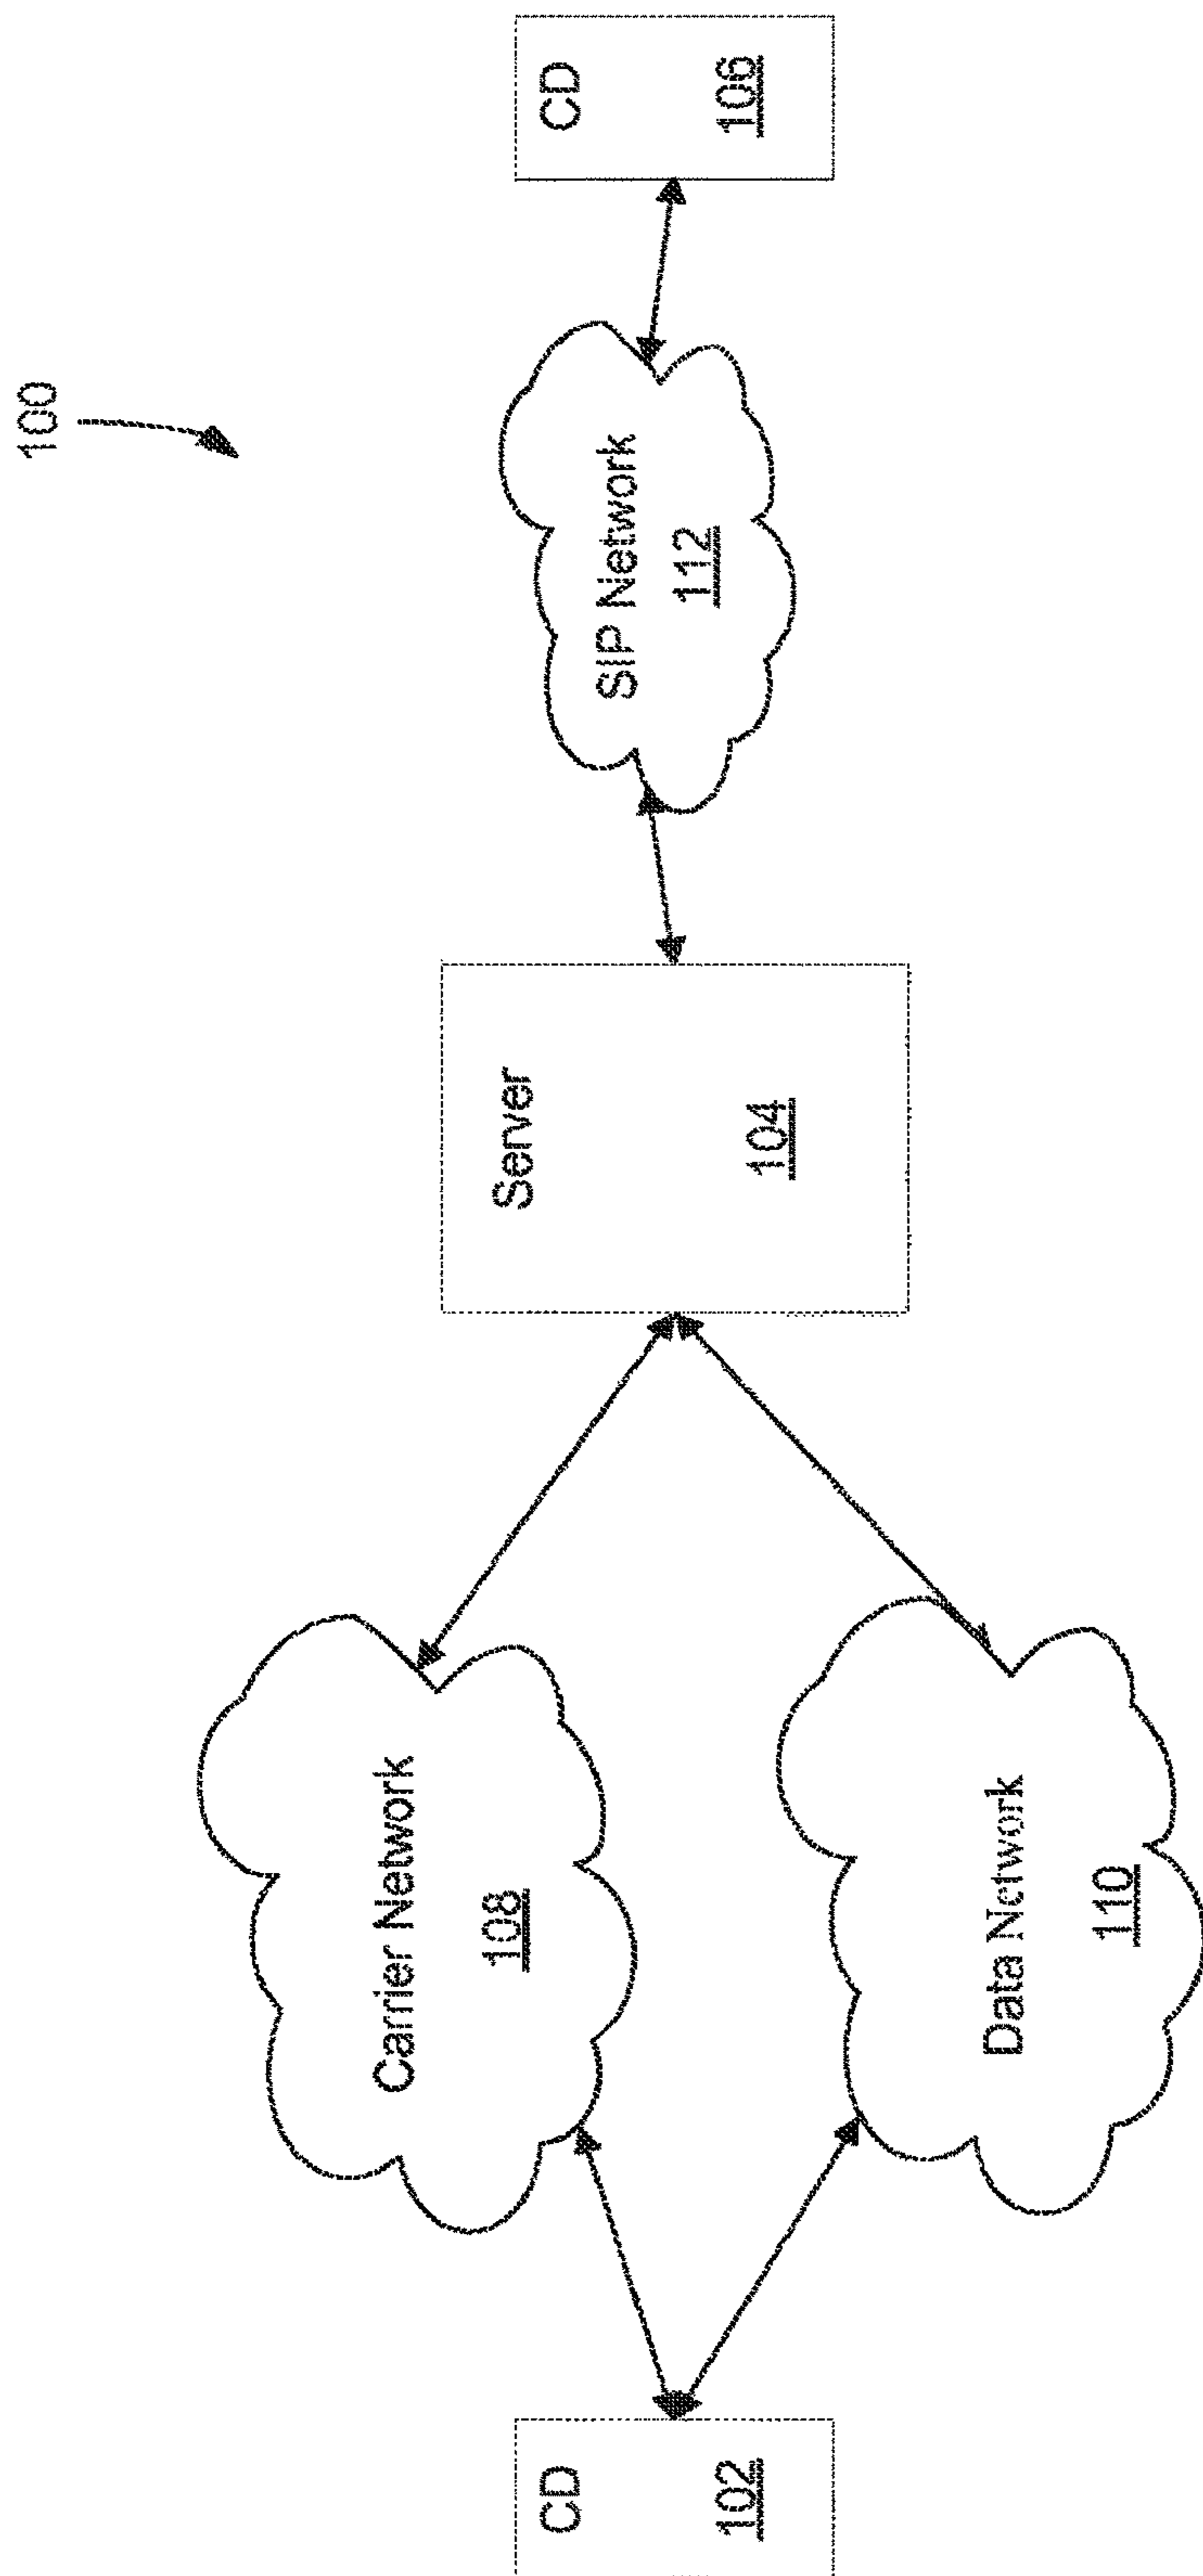 100
CD
102
Carrier Network
108
Data Network
110
Server
104
SIP Network
112
CD
106